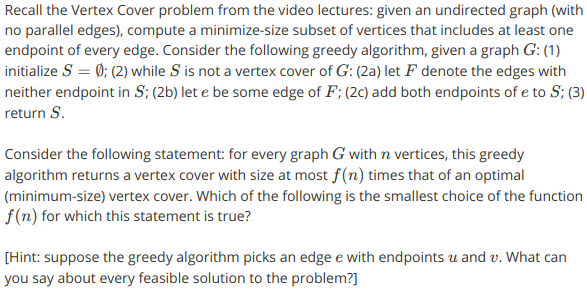 Recall the Vertex Cover problem from the video lectures: given an undirected graph (with
no parallel edges), compute a minimize-size subset of vertices that includes at least one
endpoint of every edge. Consider the following greedy algorithm, given a graph G: (1)
initialize S = ∅; (2) while S is not a vertex cover of G: (2a) let F denote the edges with
neither endpoint in S; (2b) let e be some edge of F; (2c) add both endpoints of e to S; (3)
return S.
Consider the following statement: for every graph G with n vertices, this greedy
algorithm returns a vertex cover with size at most f(n) times that of an optimal
(minimum-size) vertex cover. Which of the following is the smallest choice of the function
f(n) for which this statement is true?
[Hint: suppose the greedy algorithm picks an edge e with endpoints u and v. What can
you say about every feasible solution to the problem?]